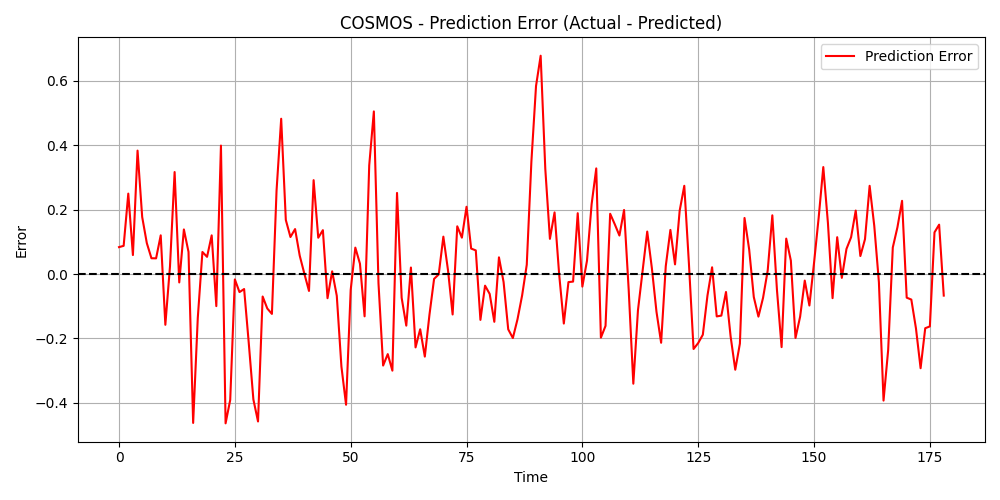 COSMOS - Prediction Error (Actual - Predicted)
Prediction Error
Error
0.6
0.4
0.2
0.0
−0.2
−0.4
0 25 50 75 100 125 150 175
Time